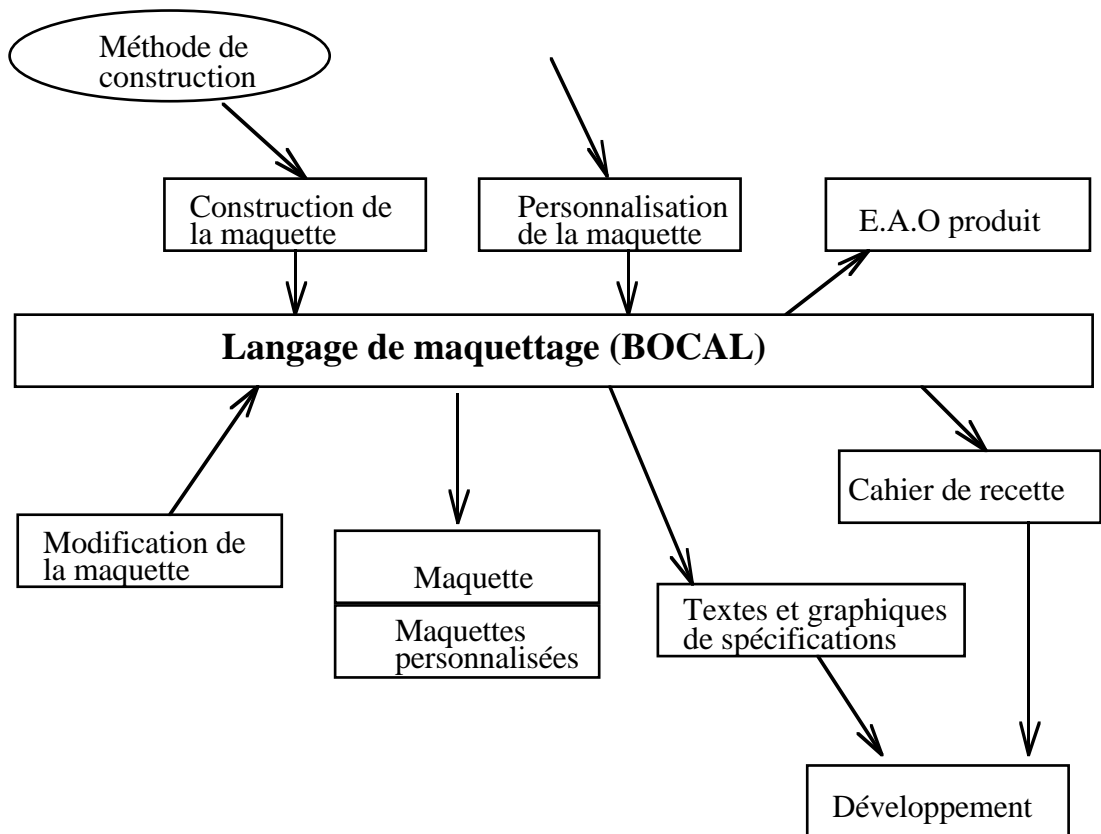 Méthode de
construction
Construction de
la maquette
Personnalisation
de la maquette
E.A.O produit
Langage de maquettage (BOCAL)
Cahier de recette
Modification de
la maquette
Maquette
Maquettes
personnalisées
Textes et graphiques
de spécifications
Développement